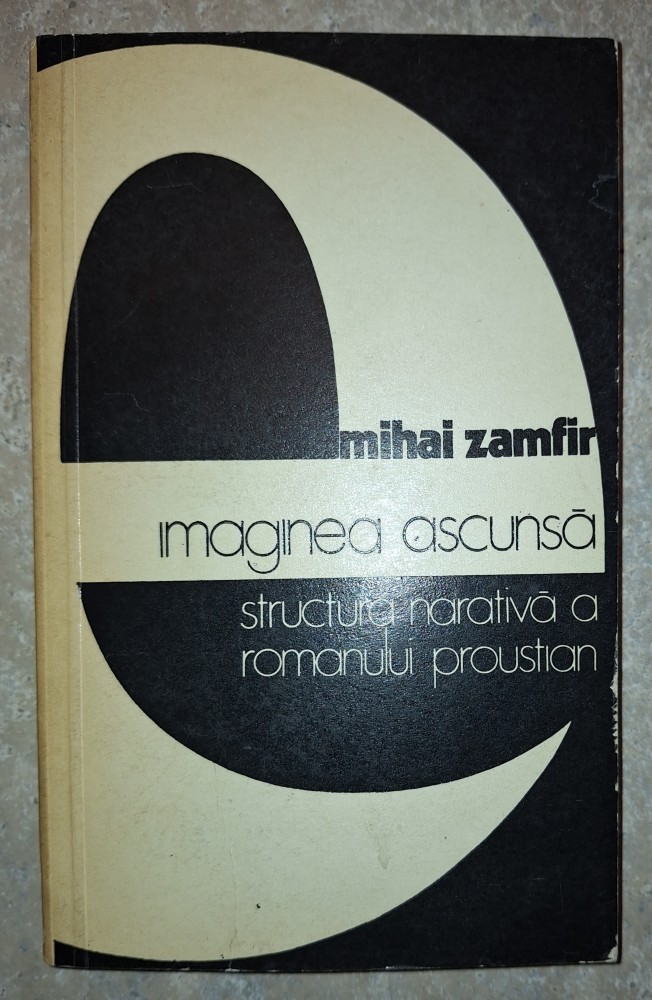 mihai zamfir
imaginea ascunsă
structura narativă a
romanului proustian